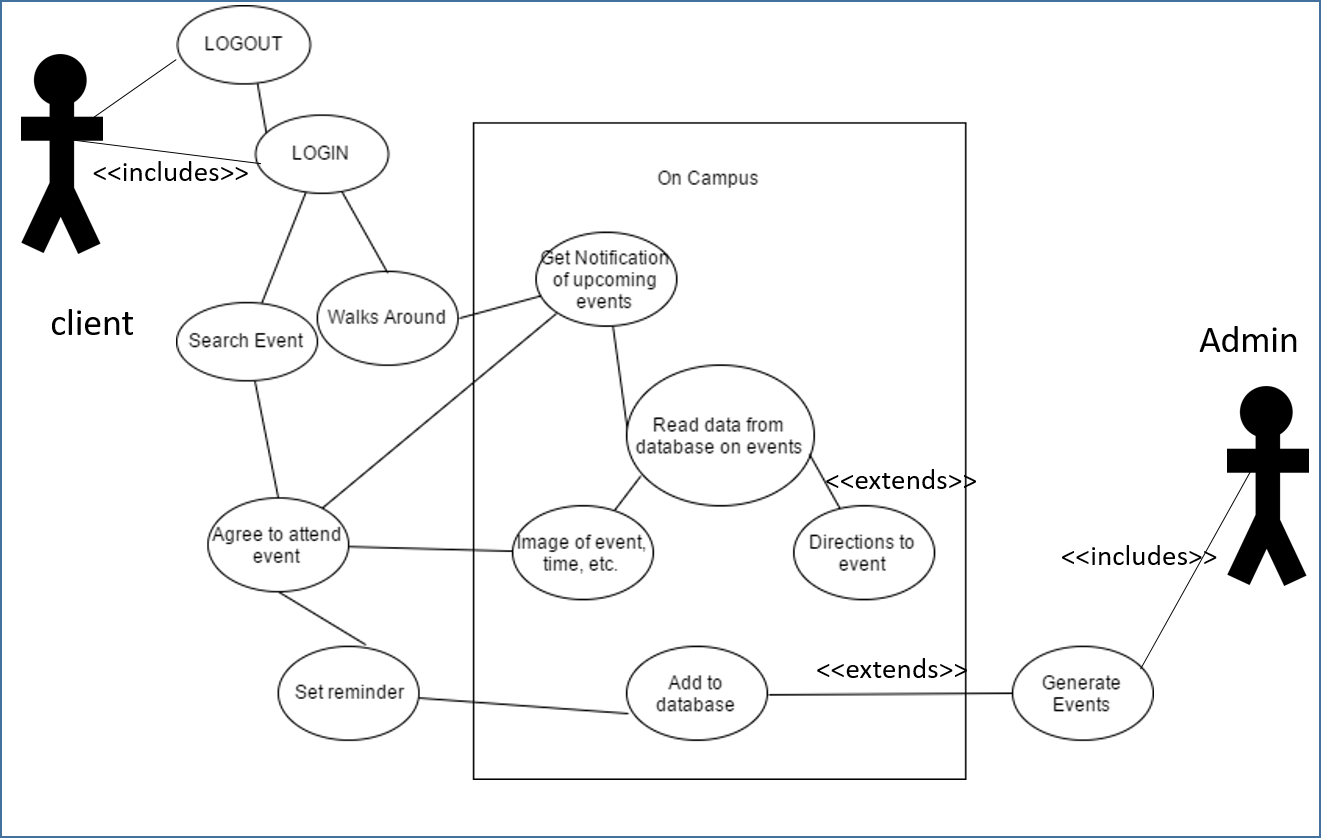 LOGOUT
LOGIN
<<includes>>
client
On Campus
Get Notification
of upcoming
events
Walks Around
Search Event
Admin
Read data from
database on events
<<extends>>
Agree to attend
event
Image of event,
time, etc.
Directions to
event
<<includes>>
Set reminder
Add to
database
<<extends>>
Generate
Events